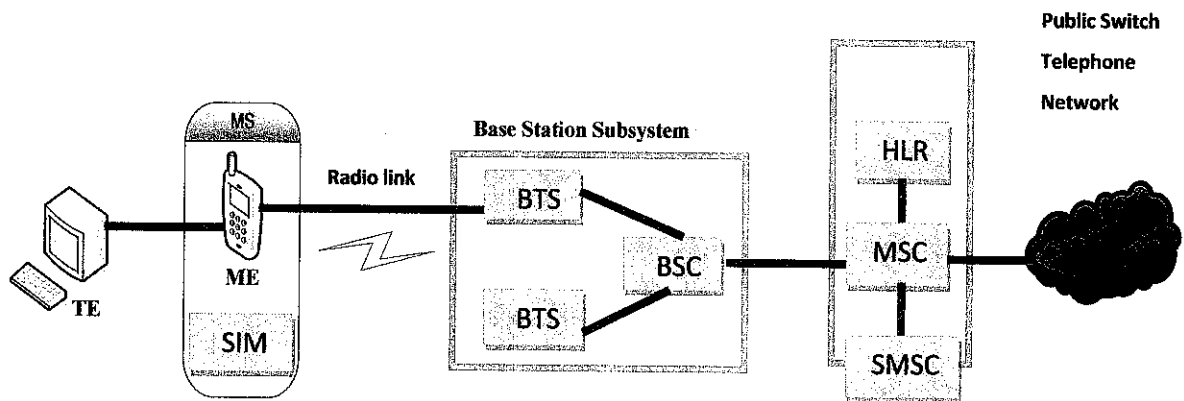 Public Switch
Telephone
Network
MS
Base Station Subsystem
HLR
Radio link
BTS
MSC
BSC
ME
TE
BTS
SIM
SMSC